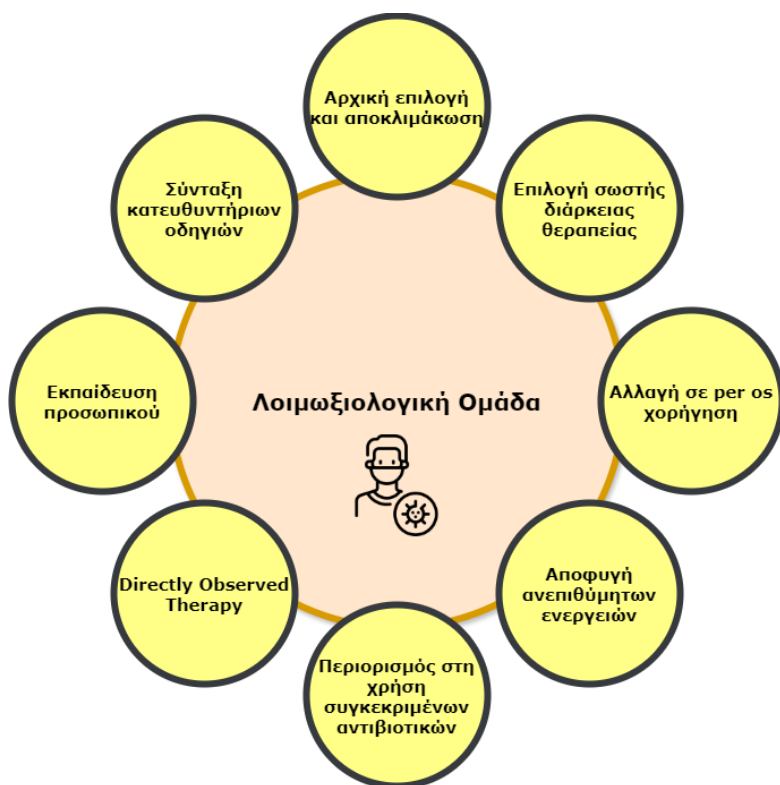 Αρχική επιλογή
και αποκλιμάκωση
Επιλογή σωστής
διάρκειας
θεραπείας
Αλλαγή σε per os
χορήγηση
Αποφυγή
ανεπιθύμητων
ενεργειών
Περιορισμός στη
χρήση
συγκεκριμένων
αντιβιοτικών
Directly Observed
Therapy
Εκπαίδευση
προσωπικού
Σύνταξη
κατευθυντήριων
οδηγιών
Λοιμωξιολογική Ομάδα